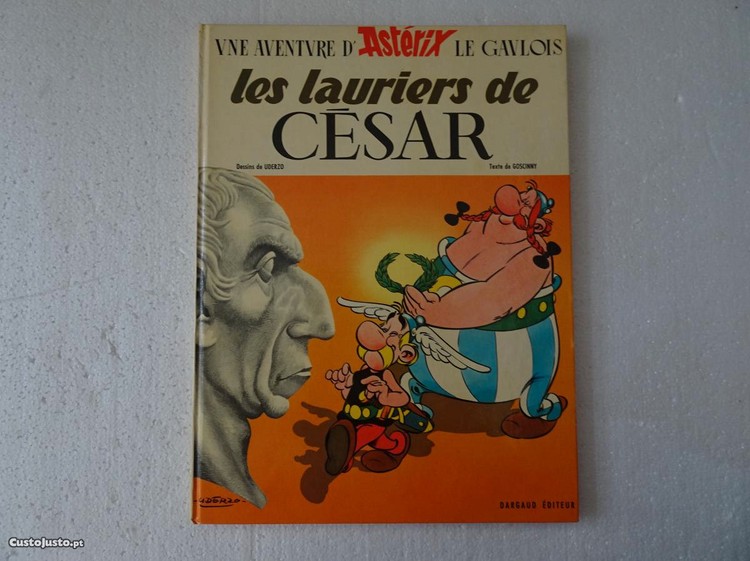 VNE AVENTVRE D'Astérix LE GAVLOIS
les lauriers de
CÉSAR
Dessins de UDERZO Texte de GOSCINNY
-UDERZO-
DARGAUD ÉDITEUR
CustoJusto.pt